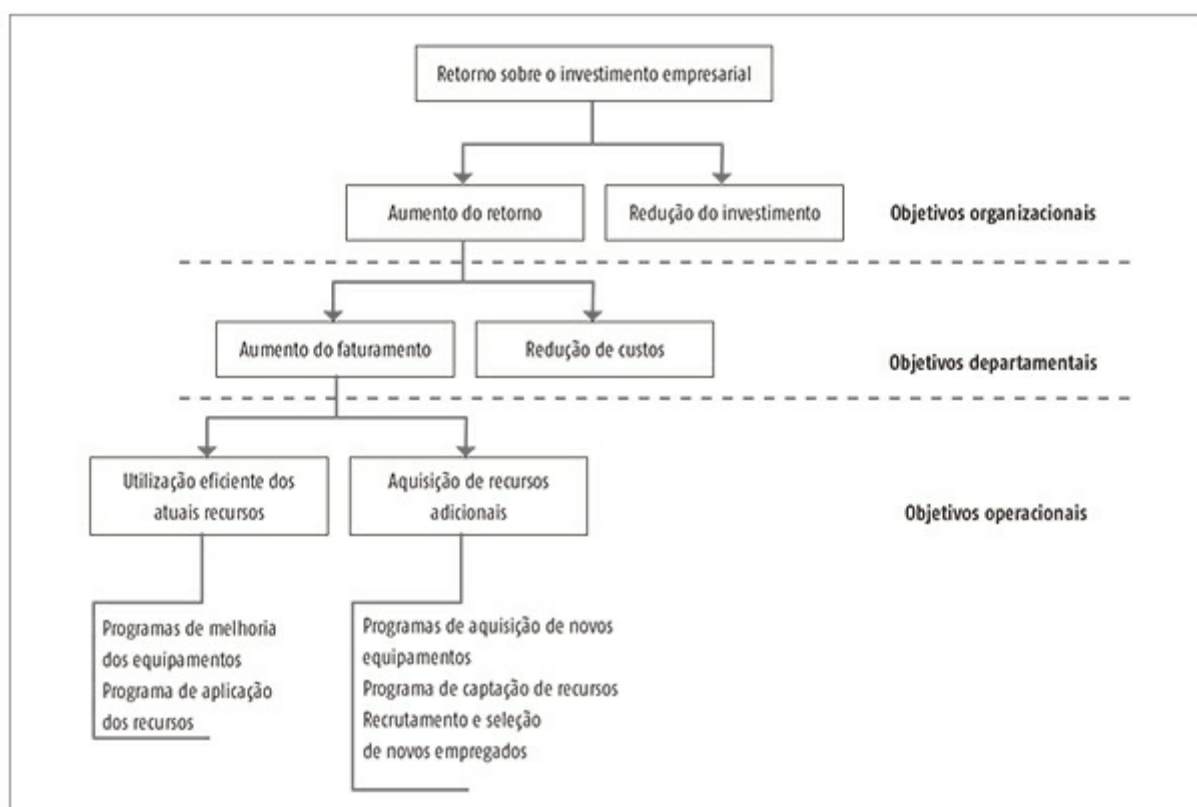 Retorno sobre o investimento empresarial
Aumento do retorno
Redução do investimento
Objetivos organizacionais
Aumento do faturamento
Redução de custos
Objetivos departamentais
Utilização eficiente dos
atuais recursos
Aquisição de recursos
adicionais
Objetivos operacionais
Programas de melhoria
dos equipamentos
Programa de aplicação
dos recursos
Programas de aquisição de novos
equipamentos
Programa de captação de recursos
Recrutamento e seleção
de novos empregados